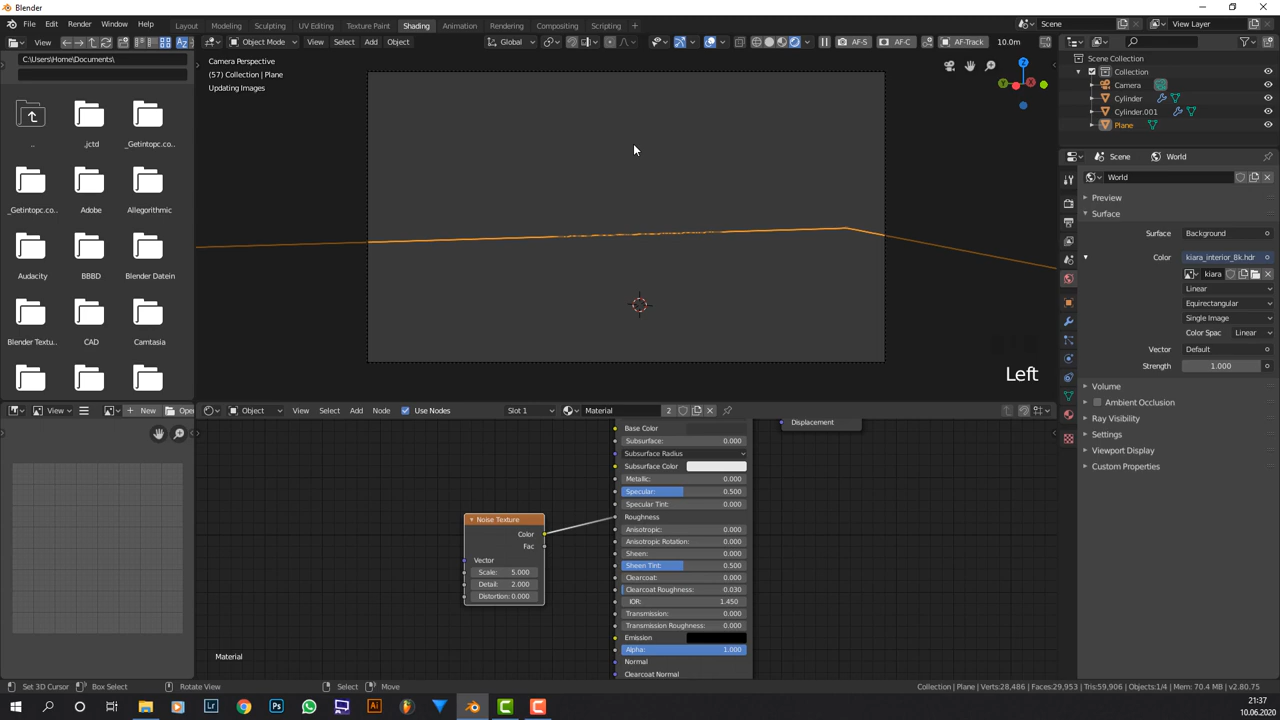 Blender
File Edit Render Window Help Layout Modeling Sculpting UV Editing Texture Paint Shading Animation Rendering Compositing Scripting + Scene View Layer
View Object Mode View Select Add Object Global AF-S AF-C AF-Track 10.0m
C:\Users\Home\Documents\
Camera Perspective
(57) Collection | Plane
Updating Images
.. .jctd _Getintopc.co...
_Getintopc.co... Adobe Allegorithmic
Audacity BBBD Blender Datein
Blender Textu... CAD Camtasia
Z
Y
X
Scene Collection
Collection
Camera
Cylinder
Cylinder.001
Plane
Scene World
World
Preview
Surface
Surface Background
Color kiara_interior_8k.hdr
kiara
Linear
Equirectangular
Single Image
Color Spac Linear
Vector Default
Strength 1.000
Volume
Ambient Occlusion
Ray Visibility
Settings
Viewport Display
Custom Properties
Left
View New Open
Object View Select Add Node Use Nodes Slot 1 Material 2
Displacement
Base Color
Subsurface: 0.000
Subsurface Radius
Subsurface Color
Metallic: 0.000
Specular: 0.500
Specular Tint: 0.000
Roughness
Anisotropic: 0.000
Anisotropic Rotation: 0.000
Sheen: 0.000
Sheen Tint: 0.500
Clearcoat: 0.000
Clearcoat Roughness: 0.030
IOR: 1.450
Transmission: 0.000
Transmission Roughness: 0.000
Emission
Alpha: 1.000
Normal
Clearcoat Normal
Noise Texture
Color
Fac
Vector
Scale: 5.000
Detail: 2.000
Distortion: 0.000
Material
Set 3D Cursor Box Select Rotate View Select Move Collection | Plane | Verts:28,486 | Faces:29,953 | Tris:59,906 | Objects:1/4 | Mem: 70.4 MB | v2.80.75
21:37
10.06.2020